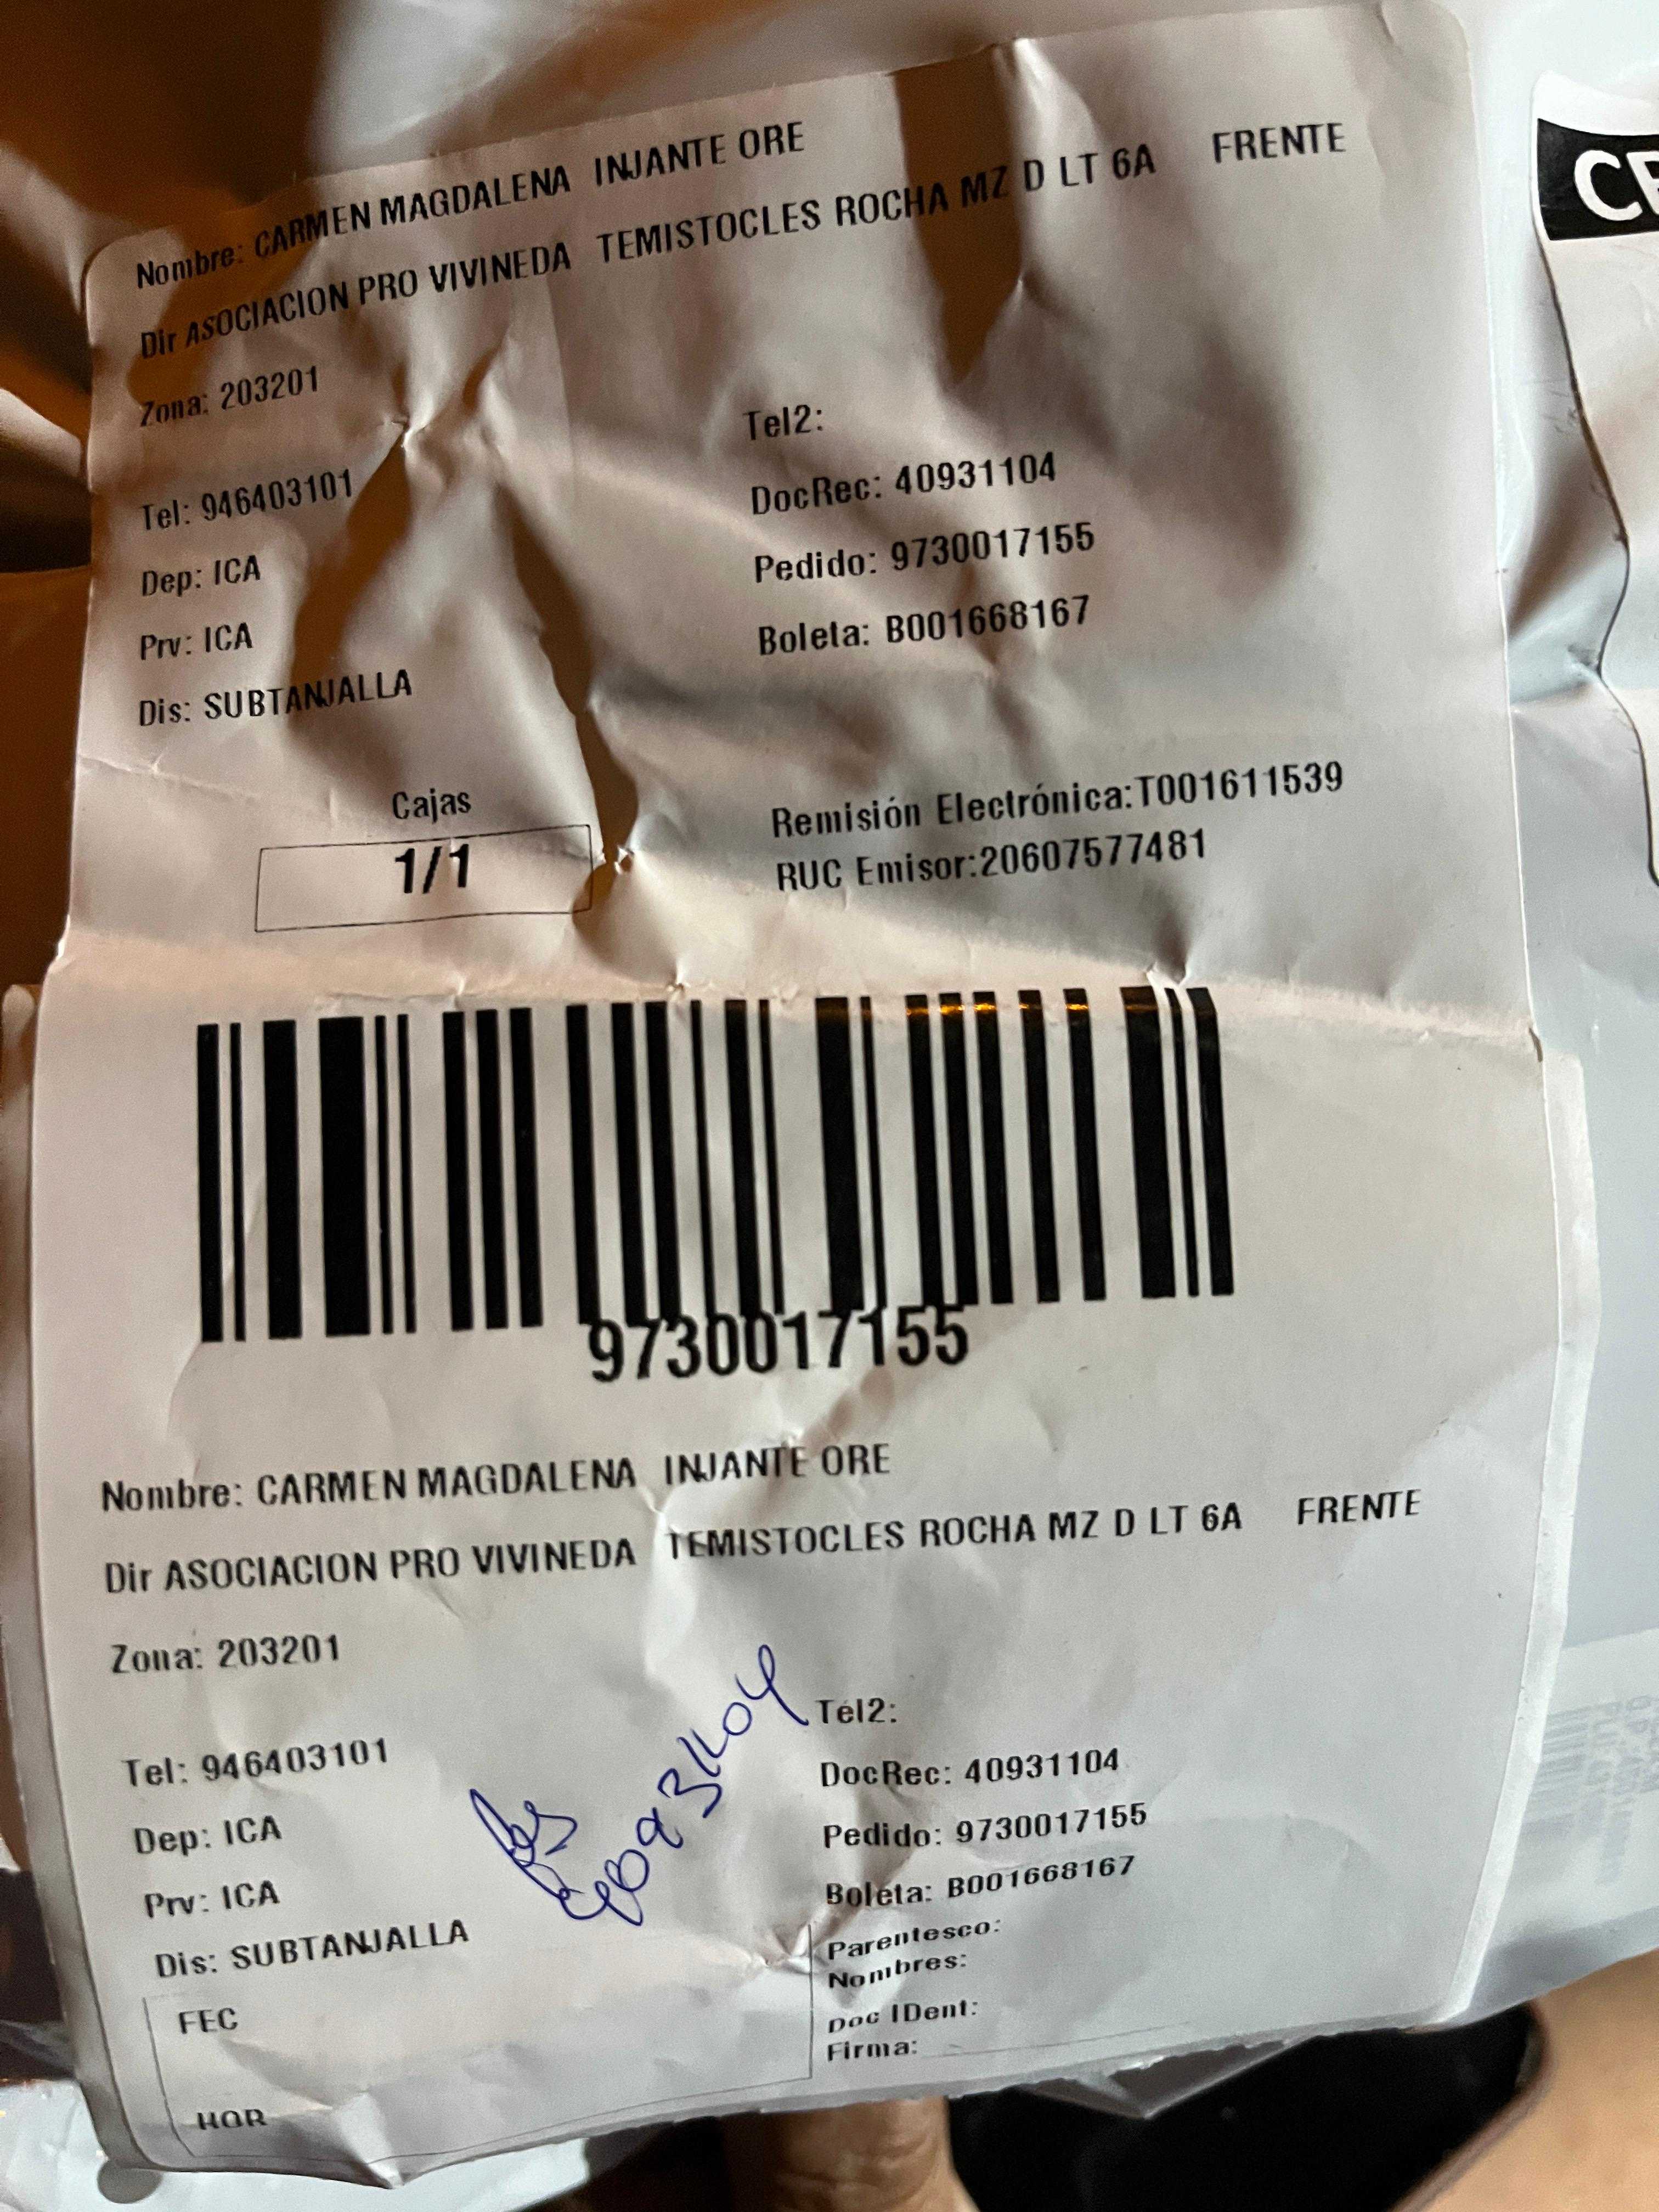 Nombre: CARMEN MAGDALENA INJANTE ORE
Dir ASOCIACION PRO VIVINEDA TEMISTOCLES ROCHA MZ D LT 6A FRENTE
Zona: 203201
Tel2:
Tel: 946403101
DocRec: 40931104
Dep: ICA
Pedido: 9730017155
Prv: ICA
Boleta: B001668167
Dis: SUBTANJALLA
Cajas
1/1
Remisión Electrónica:T001611539
RUC Emisor:20607577481
9730017155
Nombre: CARMEN MAGDALENA INJANTE ORE
Dir ASOCIACION PRO VIVINEDA TEMISTOCLES ROCHA MZ D LT 6A FRENTE
Zona: 203201
Tel2:
Tel: 946403101
40931104
DocRec: 40931104
Dep: ICA
Pedido: 9730017155
Prv: ICA
Boleta: B001668167
Dis: SUBTANJALLA
Parentesco:
Nombres:
FEC
Doc IDent:
Firma:
HOR